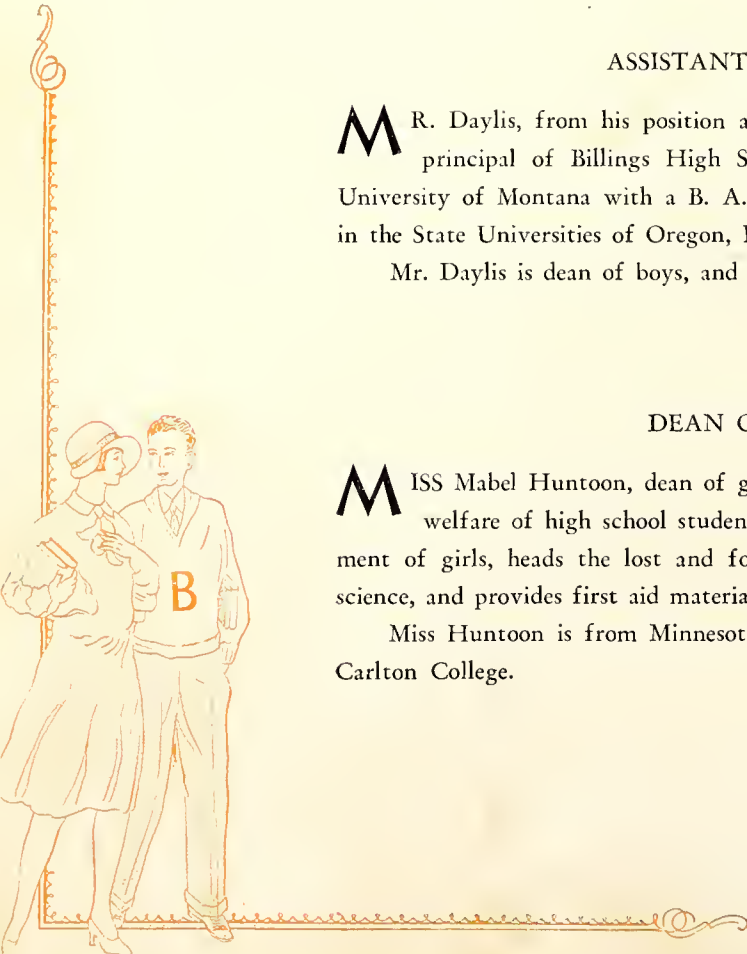 ASSISTANT
MR. Daylis, from his position a
principal of Billings High S
University of Montana with a B. A.
in the State Universities of Oregon,
Mr. Daylis is dean of boys, and
DEAN
MISS Mabel Huntoon, dean of g
welfare of high school studen
ment of girls, heads the lost and fo
science, and provides first aid materia
Miss Huntoon is from Minnesot
Carlton College.
B